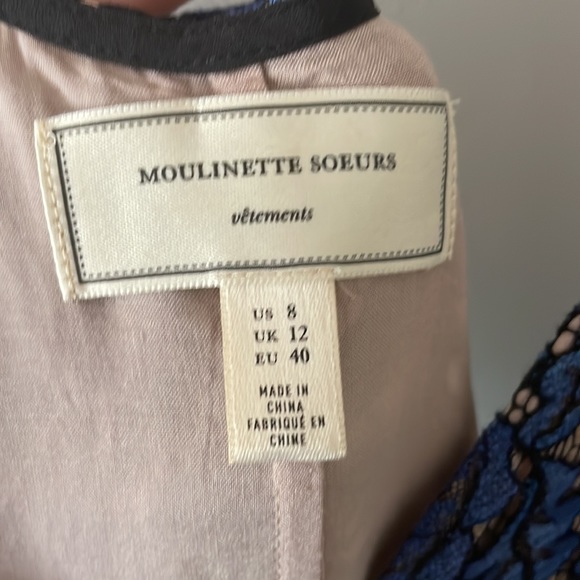 MOULINETTE SOEURS
vêtements
US 8
UK 12
EU 40
MADE IN
CHINA
FABRIQUÉ EN
CHINE